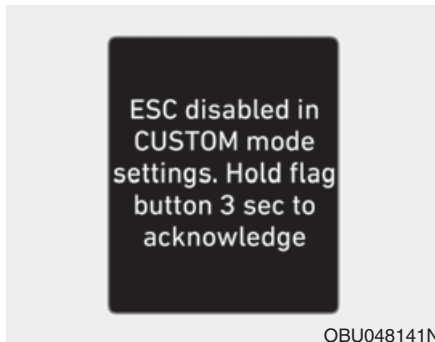 ESC disabled in
CUSTOM mode
settings. Hold flag
button 3 sec to
acknowledge
OBU048141N